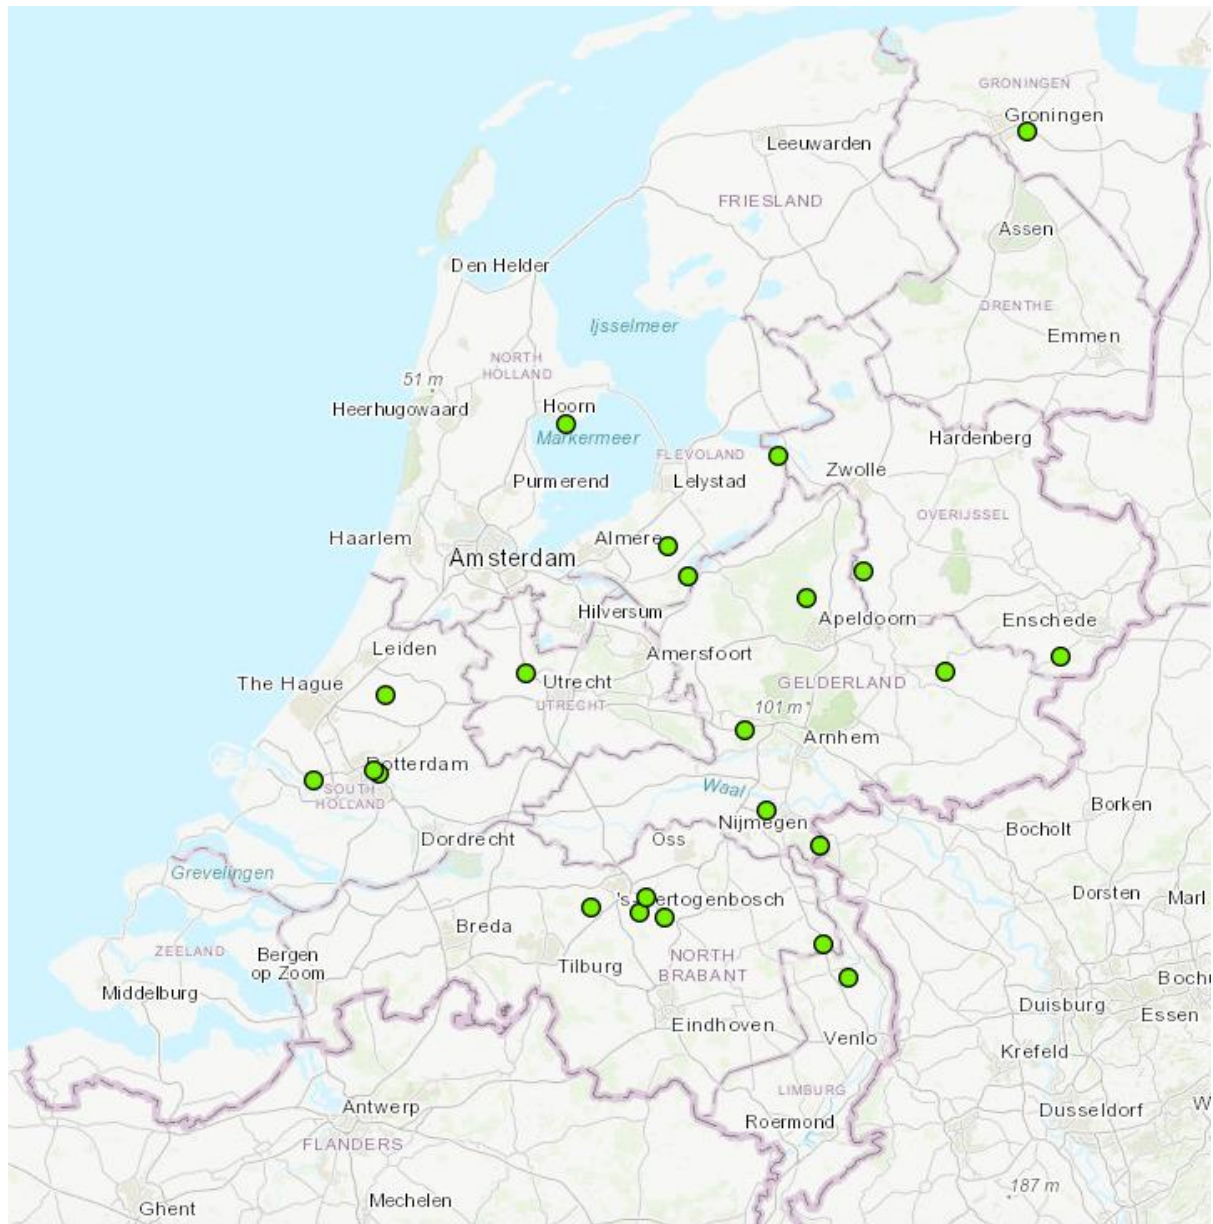 GRONINGEN
Groningen
Leeuwarden
FRIESLAND
Assen
Den Helder
DRENTHE
Ijsselmeer
Emmen
NORTH
HOLLAND
51 m
Hoorn
Heerhugowaard
Markermeer
Hardenberg
FLEVOLAND
Zwolle
Purmerend
Lelystad
OVERIJSSEL
Haarlem
Almere
Amsterdam
Hilversum
Apeldoorn
Enschede
Leiden
Amersfoort
The Hague
Utrecht
GELDERLAND
UTRECHT
101 m
Arnhem
Rotterdam
Waal
SOUTH
HOLLAND
Borken
Nijmegen
Bocholt
Dordrecht
Oss
Grevelingen
Dorsten
Marl
's-Hertogenbosch
Breda
ZEELAND
Bergen
op Zoom
NORTH
BRABANT
Tilburg
Bochu
Middelburg
Duisburg
Essen
Eindhoven
Venlo
Krefeld
LIMBURG
Antwerp
Dusseldorf
W
Roermond
FLANDERS
187 m
Mechelen
Ghent